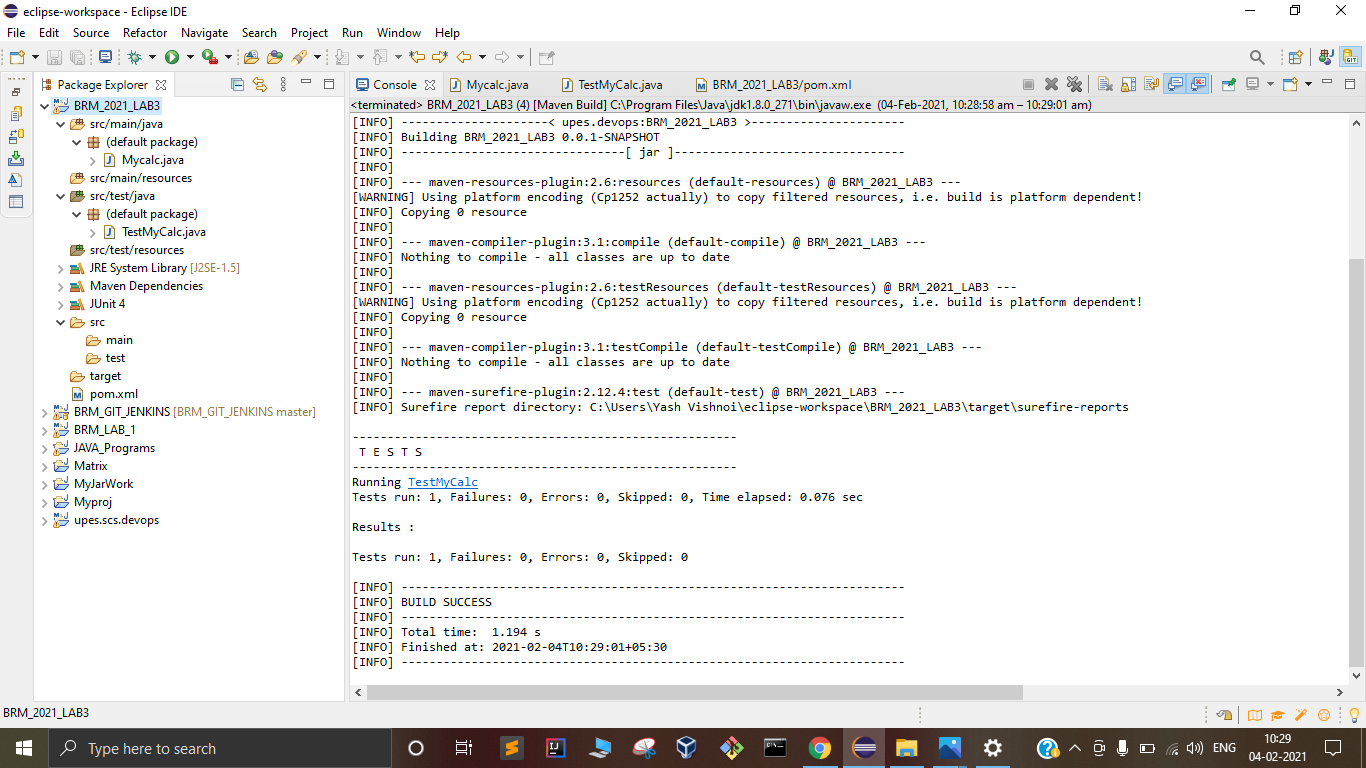 eclipse-workspace - Eclipse IDE
File Edit Source Refactor Navigate Search Project Run Window Help
Package Explorer
BRM_2021_LAB3
src/main/java
(default package)
Mycalc.java
src/main/resources
src/test/java
(default package)
TestMyCalc.java
src/test/resources
JRE System Library [J2SE-1.5]
Maven Dependencies
JUnit 4
src
main
test
target
pom.xml
BRM_GIT_JENKINS [BRM_GIT_JENKINS master]
BRM_LAB_1
JAVA_Programs
Matrix
MyJarWork
Myproj
upes.scs.devops
Console Mycalc.java TestMyCalc.java BRM_2021_LAB3/pom.xml
<terminated> BRM_2021_LAB3 (4) [Maven Build] C:\Program Files\Java\jdk1.8.0_271\bin\javaw.exe (04-Feb-2021, 10:28:58 am – 10:29:01 am)
[INFO] ---------------------< upes.devops:BRM_2021_LAB3 >----------------------
[INFO] Building BRM_2021_LAB3 0.0.1-SNAPSHOT
[INFO] --------------------------------[ jar ]---------------------------------
[INFO]
[INFO] --- maven-resources-plugin:2.6:resources (default-resources) @ BRM_2021_LAB3 ---
[WARNING] Using platform encoding (Cp1252 actually) to copy filtered resources, i.e. build is platform dependent!
[INFO] Copying 0 resource
[INFO]
[INFO] --- maven-compiler-plugin:3.1:compile (default-compile) @ BRM_2021_LAB3 ---
[INFO] Nothing to compile - all classes are up to date
[INFO]
[INFO] --- maven-resources-plugin:2.6:testResources (default-testResources) @ BRM_2021_LAB3 ---
[WARNING] Using platform encoding (Cp1252 actually) to copy filtered resources, i.e. build is platform dependent!
[INFO] Copying 0 resource
[INFO]
[INFO] --- maven-compiler-plugin:3.1:testCompile (default-testCompile) @ BRM_2021_LAB3 ---
[INFO] Nothing to compile - all classes are up to date
[INFO]
[INFO] --- maven-surefire-plugin:2.12.4:test (default-test) @ BRM_2021_LAB3 ---
[INFO] Surefire report directory: C:\Users\Yash Vishnoi\eclipse-workspace\BRM_2021_LAB3\target\surefire-reports
-------------------------------------------------------
T E S T S
-------------------------------------------------------
Running TestMyCalc
Tests run: 1, Failures: 0, Errors: 0, Skipped: 0, Time elapsed: 0.076 sec
Results :
Tests run: 1, Failures: 0, Errors: 0, Skipped: 0
[INFO] ------------------------------------------------------------------------
[INFO] BUILD SUCCESS
[INFO] ------------------------------------------------------------------------
[INFO] Total time:  1.194 s
[INFO] Finished at: 2021-02-04T10:29:01+05:30
[INFO] ------------------------------------------------------------------------
BRM_2021_LAB3
Type here to search
ENG
10:29
04-02-2021